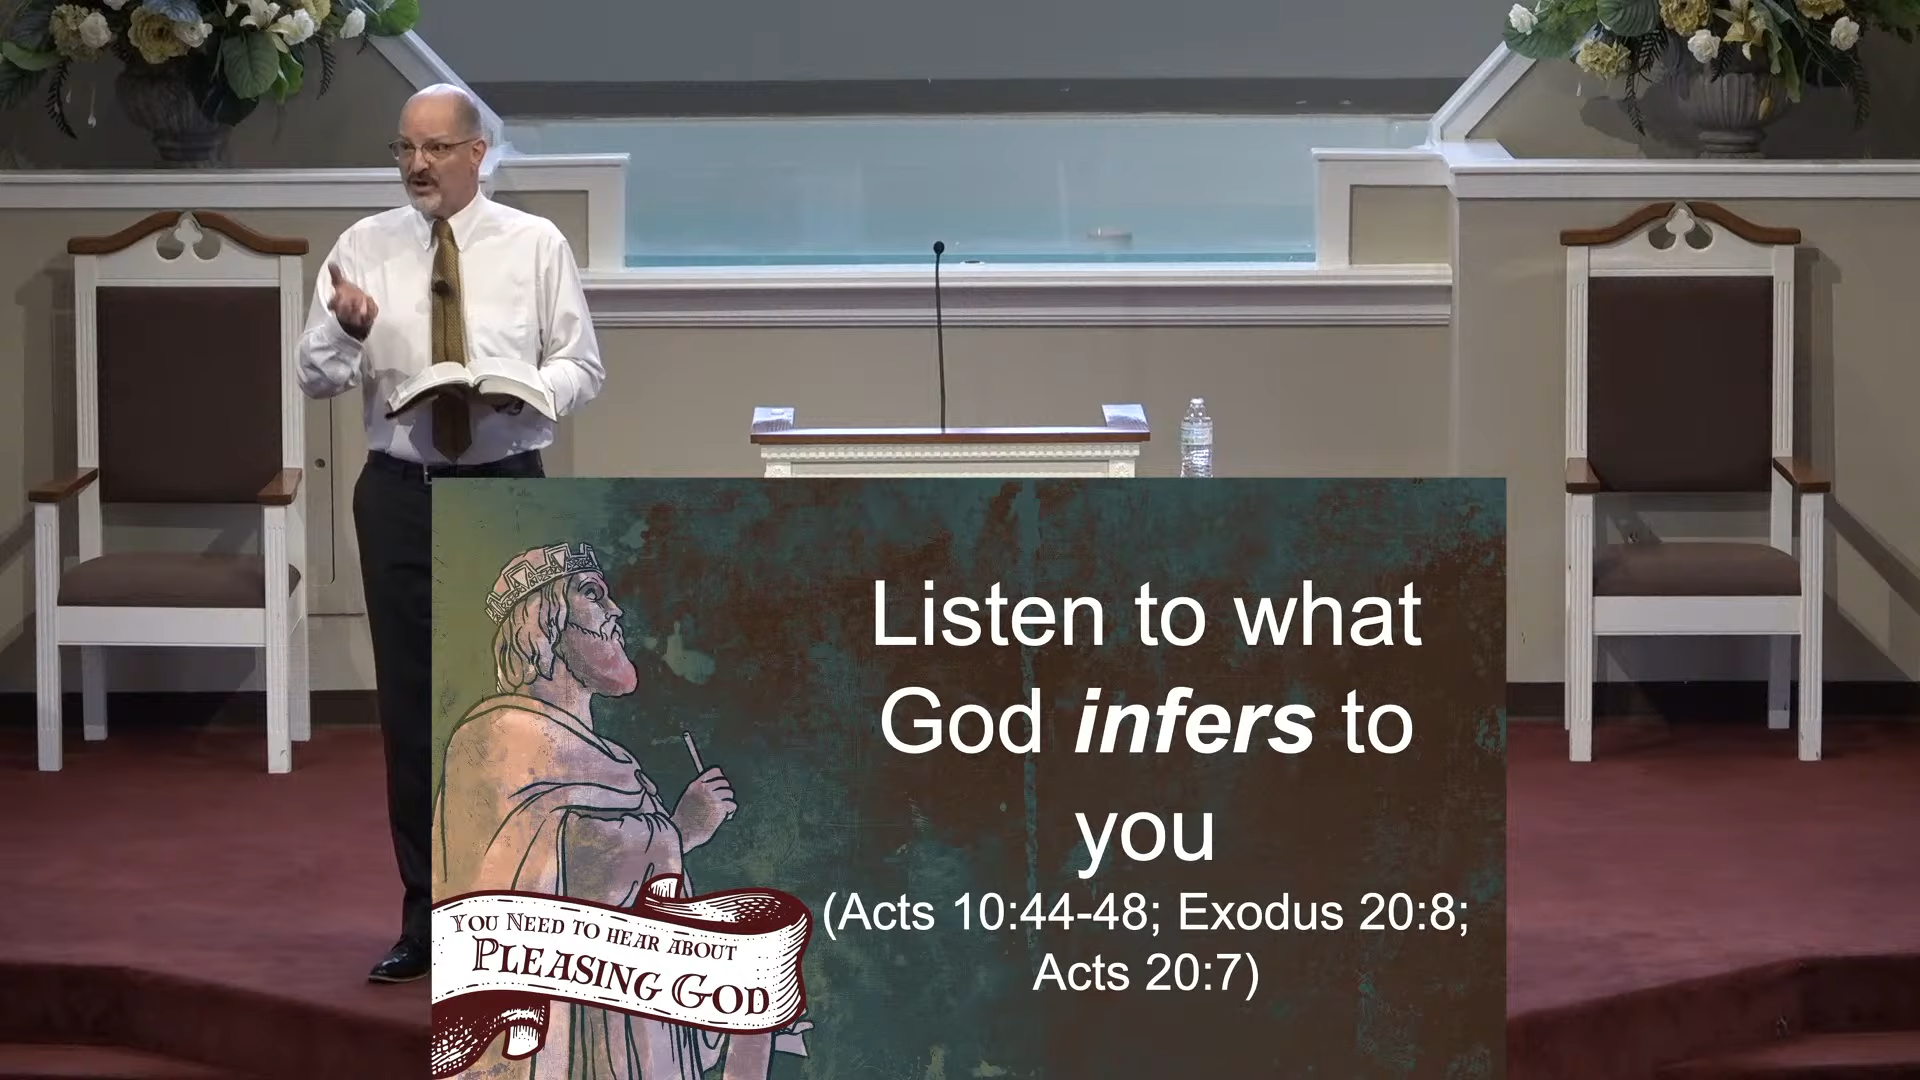 Listen to what
God infers to
you
(Acts 10:44-48; Exodus 20:8;
Acts 20:7)
You Need to hear about
Pleasing God